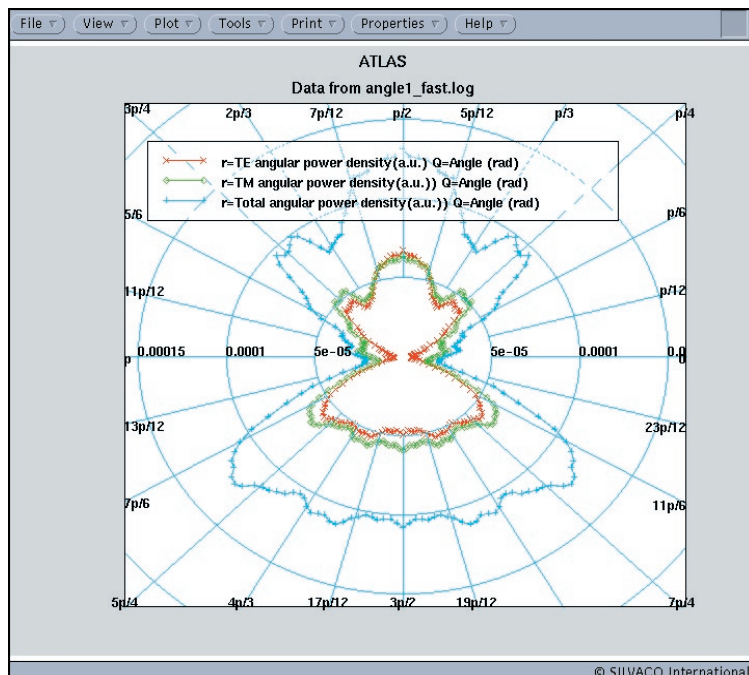 File View Plot Tools Print Properties Help
ATLAS
Data from angle1_fast.log
3p/4 2p/3 7p/12 p/2 5p/12 p/3 p/4
r=TE angular power density(a.u.) Q=Angle (rad)
r=TM angular power density(a.u.)) Q=Angle (rad)
r=Total angular power density(a.u.)) Q=Angle (rad)
5/6 p/6
11p/12 p/12
p 0.00015 0.0001 5e-05 5e-05 0.0001 0.0 0
13p/12 23p/12
7p/6 11p/6
5p/4 4p/3 17p/12 3p/2 19p/12 7p/4
© SILVACO International